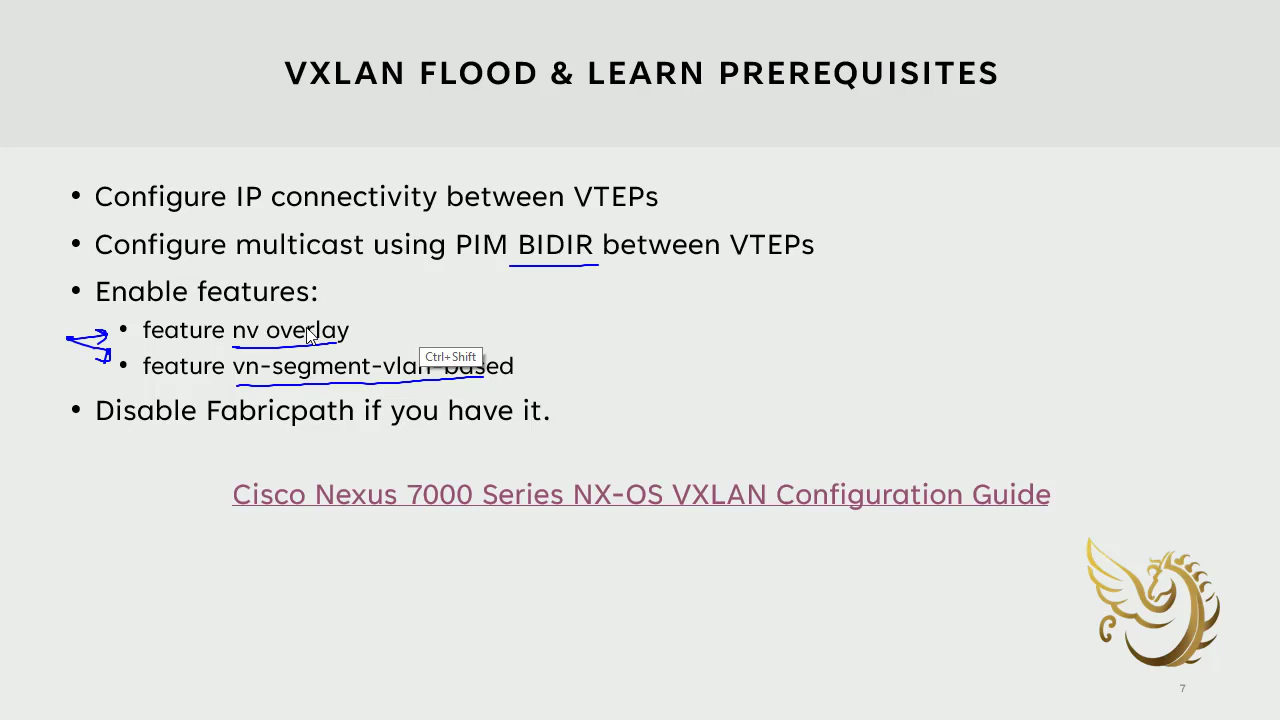 VXLAN FLOOD & LEARN PREREQUISITES
• Configure IP connectivity between VTEPs
• Configure multicast using PIM BIDIR between VTEPs
• Enable features:
• feature nv overlay
Ctrl+Shift
• feature vn-segment-vlan-based
• Disable Fabricpath if you have it.
Cisco Nexus 7000 Series NX-OS VXLAN Configuration Guide
7